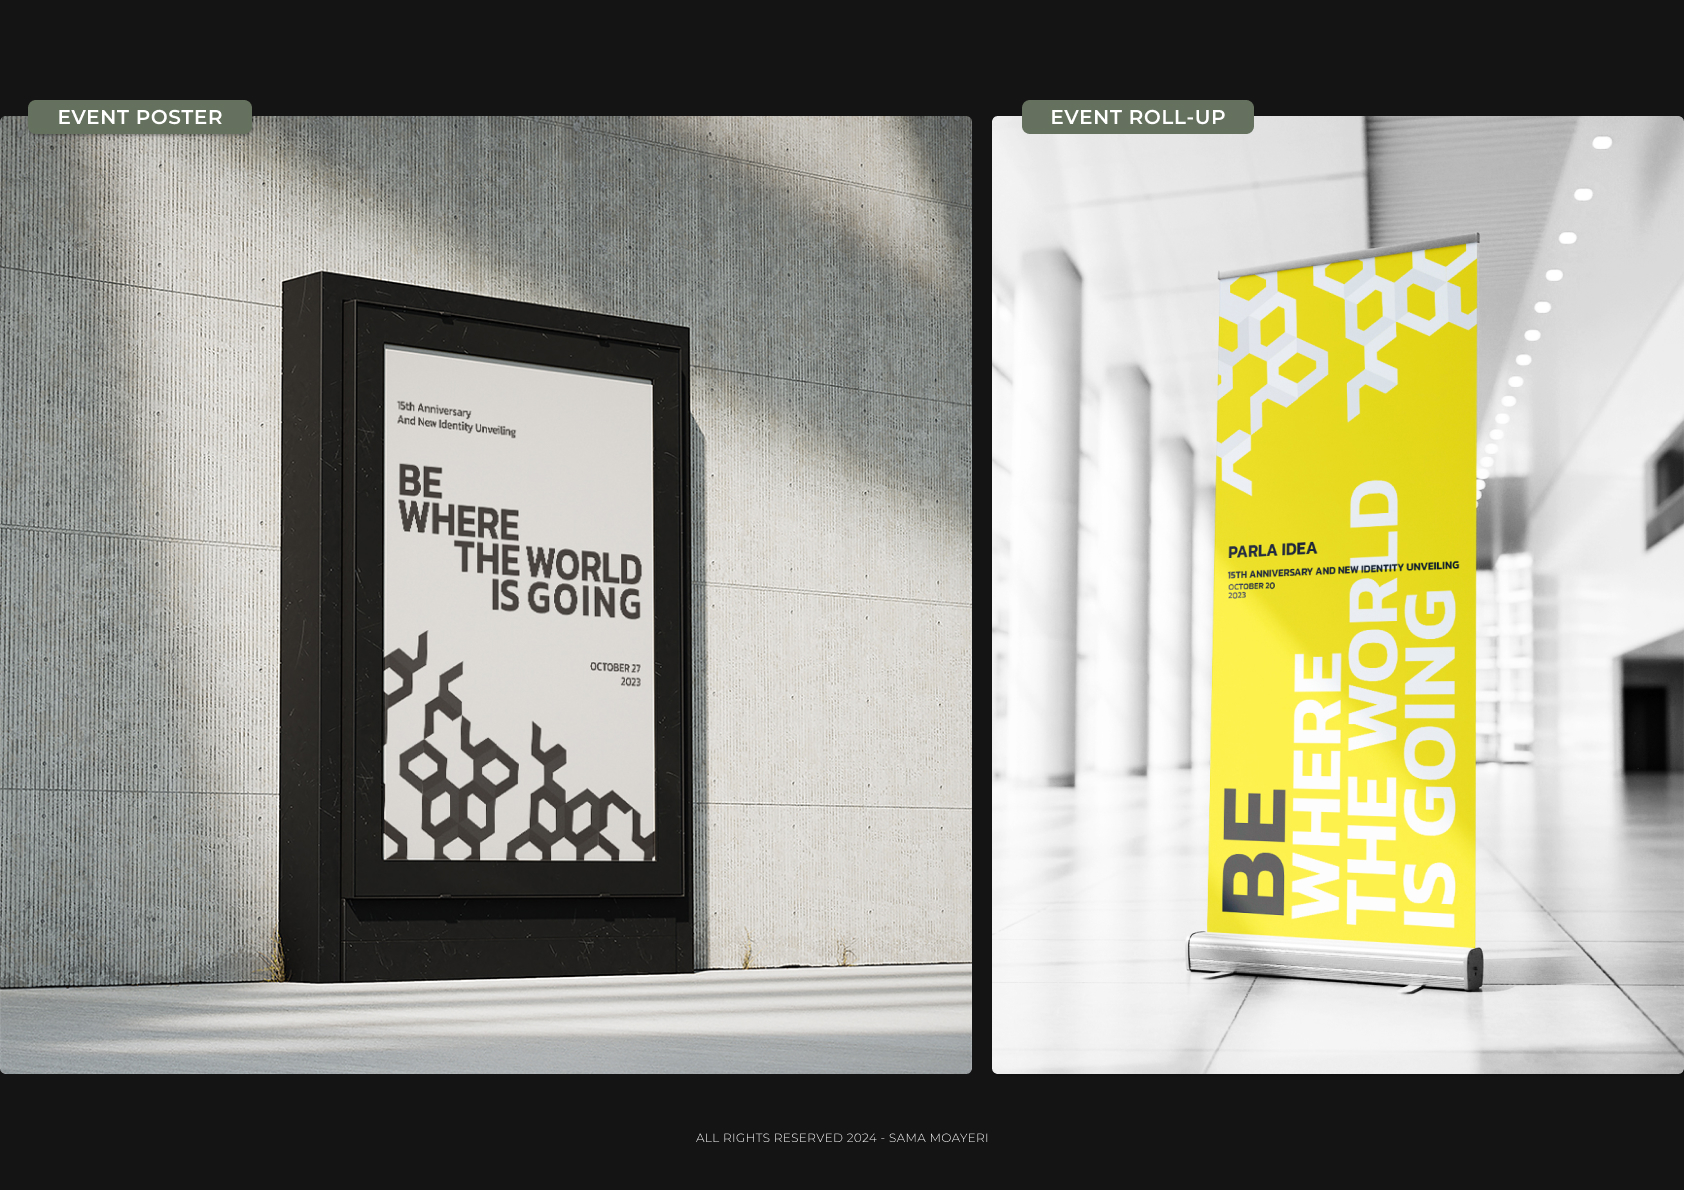 EVENT POSTER
15th Anniversary
And New Identity Unveiling
BE
WHERE
THE WORLD
IS GOING
OCTOBER 27
2023
EVENT ROLL-UP
PARLA IDEA
15TH ANNIVERSARY AND NEW IDENTITY UNVEILING
OCTOBER 20
2023
BE
WHERE
THE WORLD
IS GOING
ALL RIGHTS RESERVED 2024 - SAMA MOAYERI